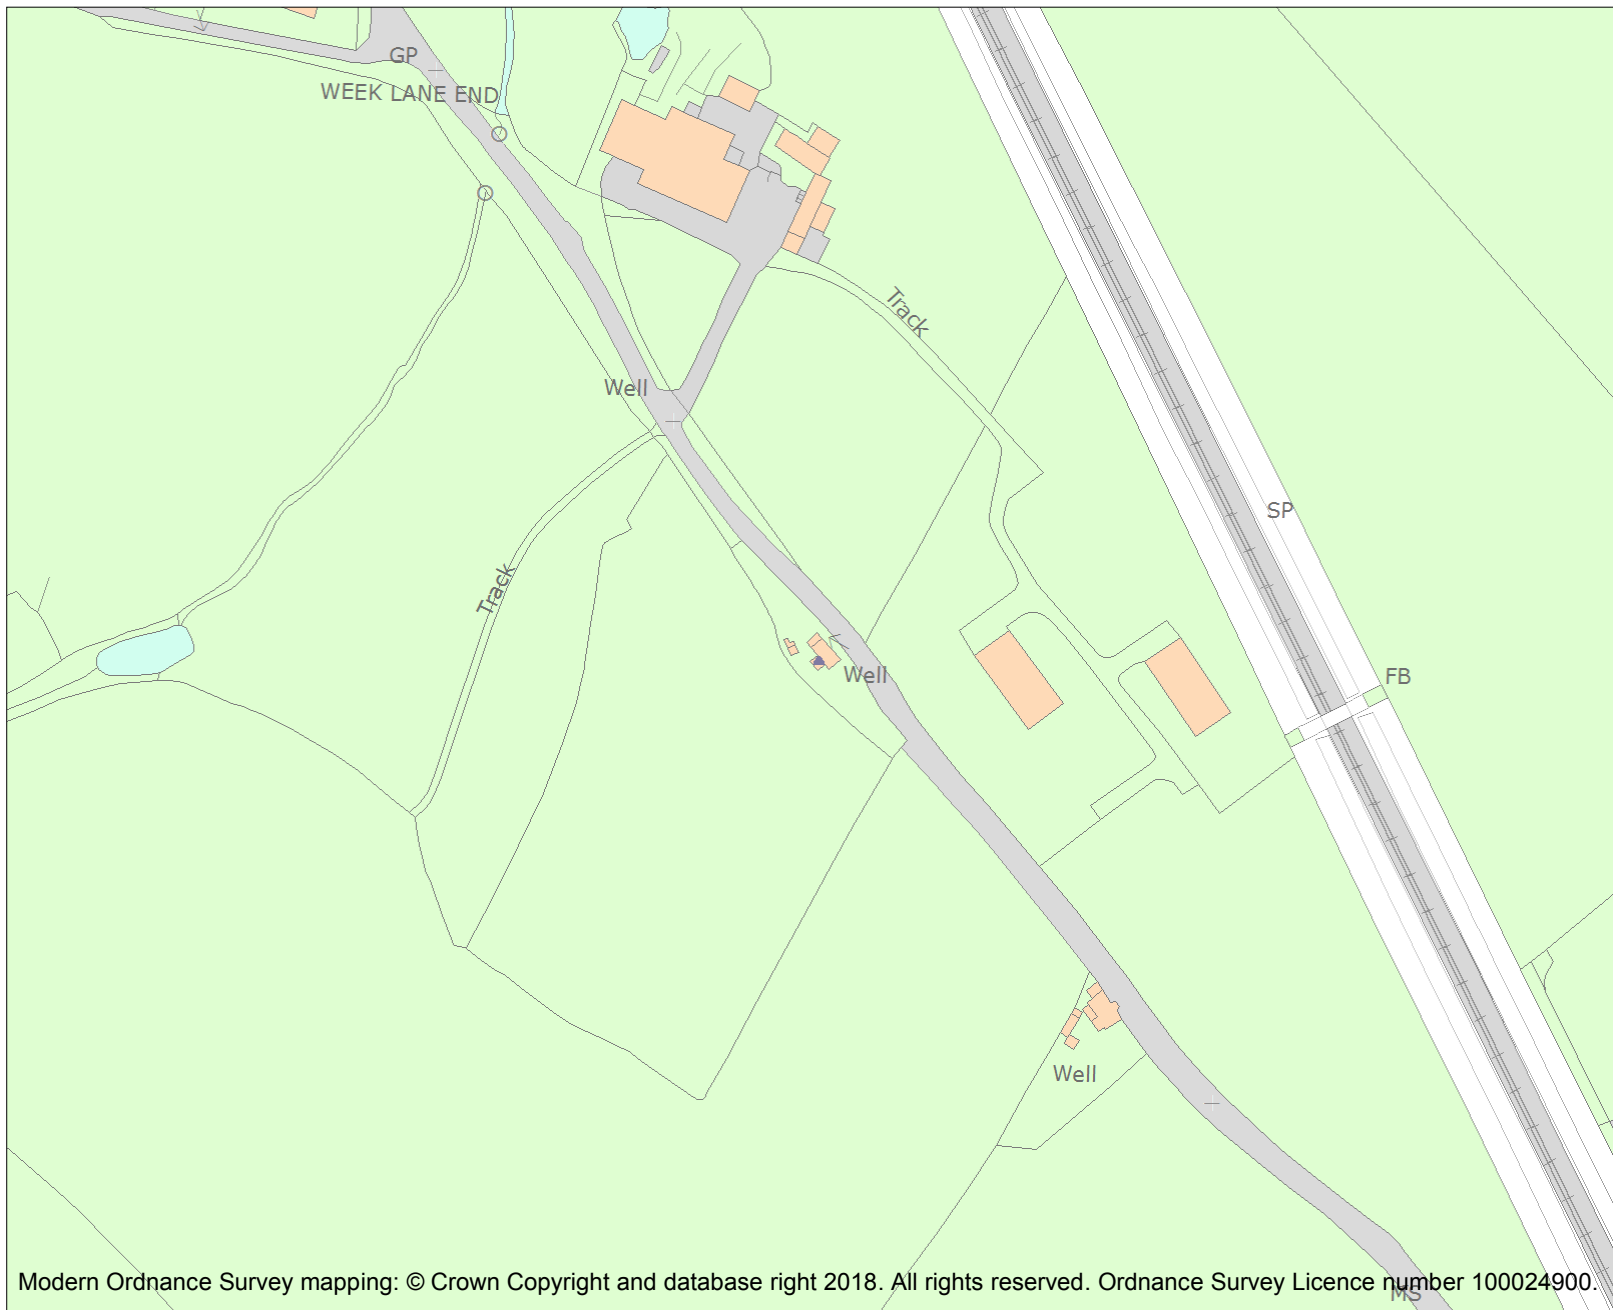 GP
WEEK LANE END
Track
Well
SP
Track
Well
FB
Well
Modern Ordnance Survey mapping: © Crown Copyright and database right 2018. All rights reserved. Ordnance Survey Licence number 100024900.
MS